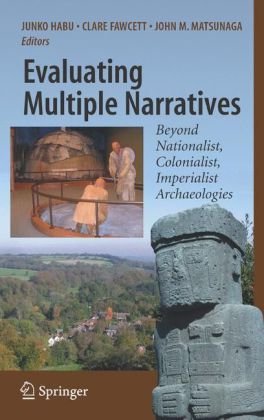 JUNKO HABU • CLARE FAWCETT • JOHN M. MATSUNAGA
Editors
Evaluating
Multiple Narratives
Beyond
Nationalist,
Colonialist,
Imperialist
Archaeologies
Springer